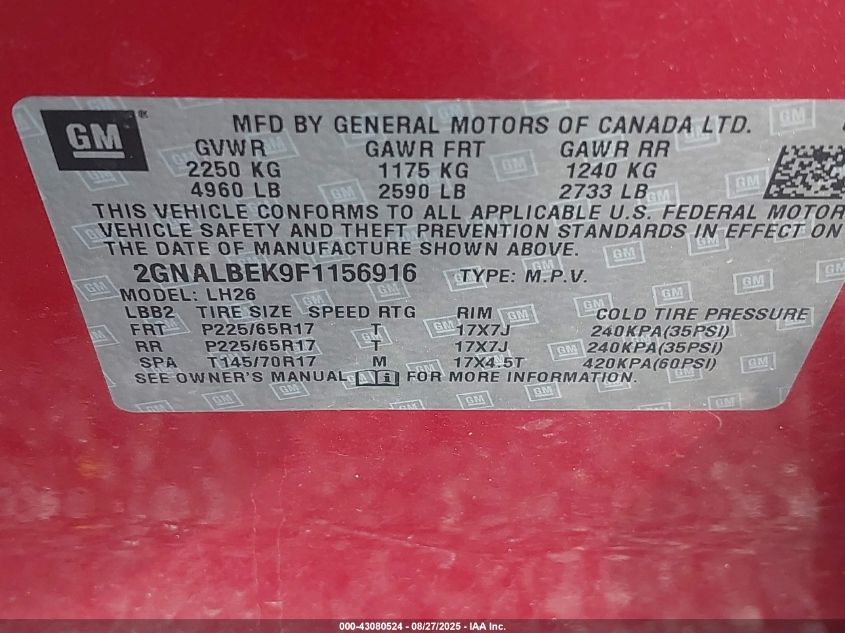 GM ®
MFD BY GENERAL MOTORS OF CANADA LTD.
GVWR GAWR FRT GAWR RR
2250 KG 1175 KG 1240 KG
4960 LB 2590 LB 2733 LB
THIS VEHICLE CONFORMS TO ALL APPLICABLE U.S. FEDERAL MOTOR
VEHICLE SAFETY AND THEFT PREVENTION STANDARDS IN EFFECT ON
THE DATE OF MANUFACTURE SHOWN ABOVE.
2GNALBEK9F1156916 TYPE: M.P.V.
MODEL: LH26
LBB2 TIRE SIZE SPEED RTG RIM COLD TIRE PRESSURE
FRT P225/65R17 T 17X7J 240KPA(35PSI)
RR P225/65R17 T 17X7J 240KPA(35PSI)
SPA T145/70R17 M 17X4.5T 420KPA(60PSI)
SEE OWNER'S MANUAL i FOR MORE INFORMATION.
000-43080524 - 08/27/2025 - IAA Inc.